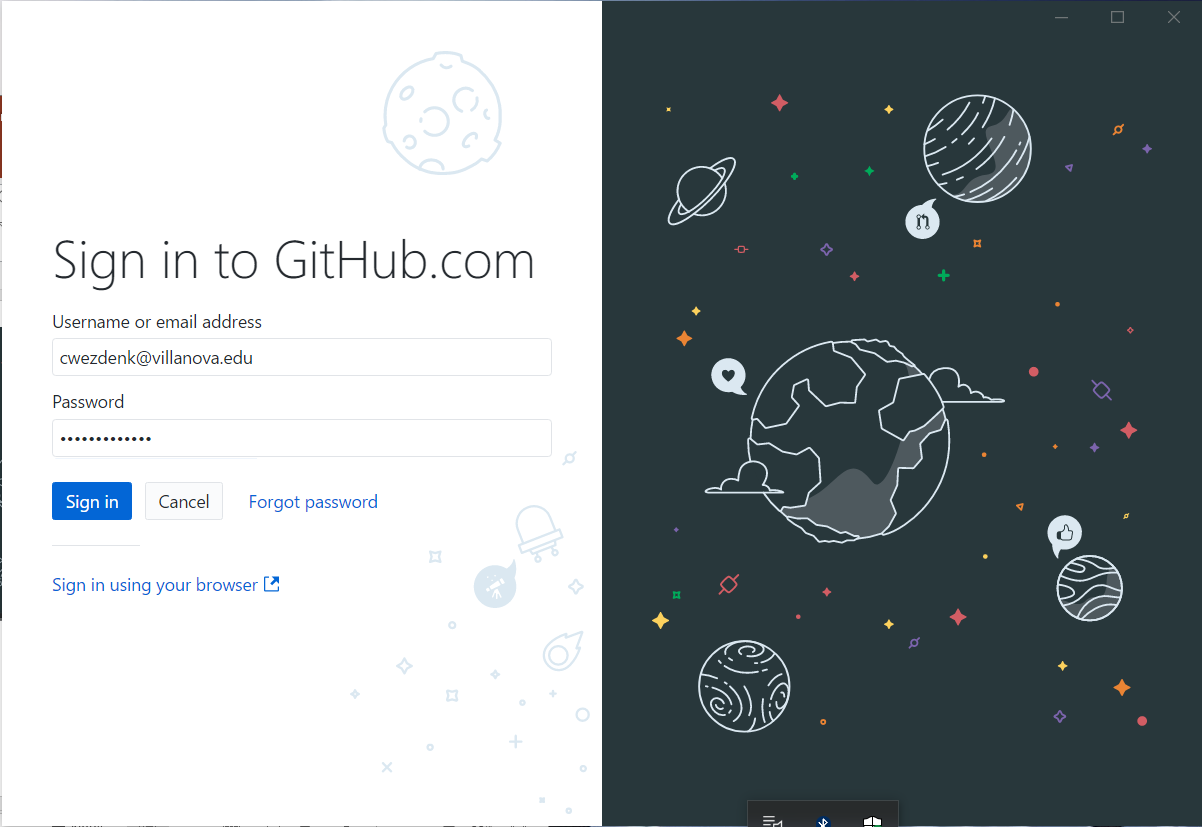 Sign in to GitHub.com
Username or email address
cwezdenk@villanova.edu
Password
•••••••••••••
Sign in Cancel Forgot password
Sign in using your browser